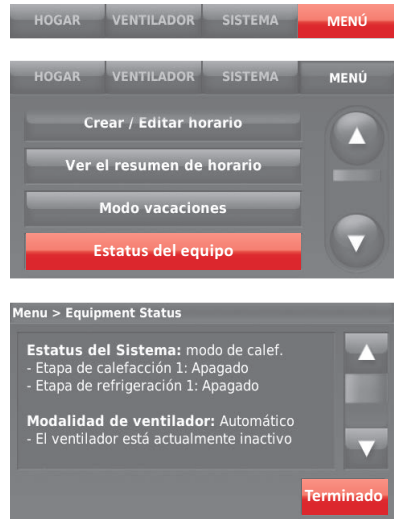 HOGAR VENTILADOR SISTEMA MENÚ
HOGAR VENTILADOR SISTEMA MENÚ
Crear / Editar horario
Ver el resumen de horario
Modo vacaciones
Estatus del equipo
Menu > Equipment Status
Estatus del Sistema: modo de calef.
- Etapa de calefacción 1: Apagado
- Etapa de refrigeración 1: Apagado
Modalidad de ventilador: Automático
- El ventilador está actualmente inactivo
Terminado